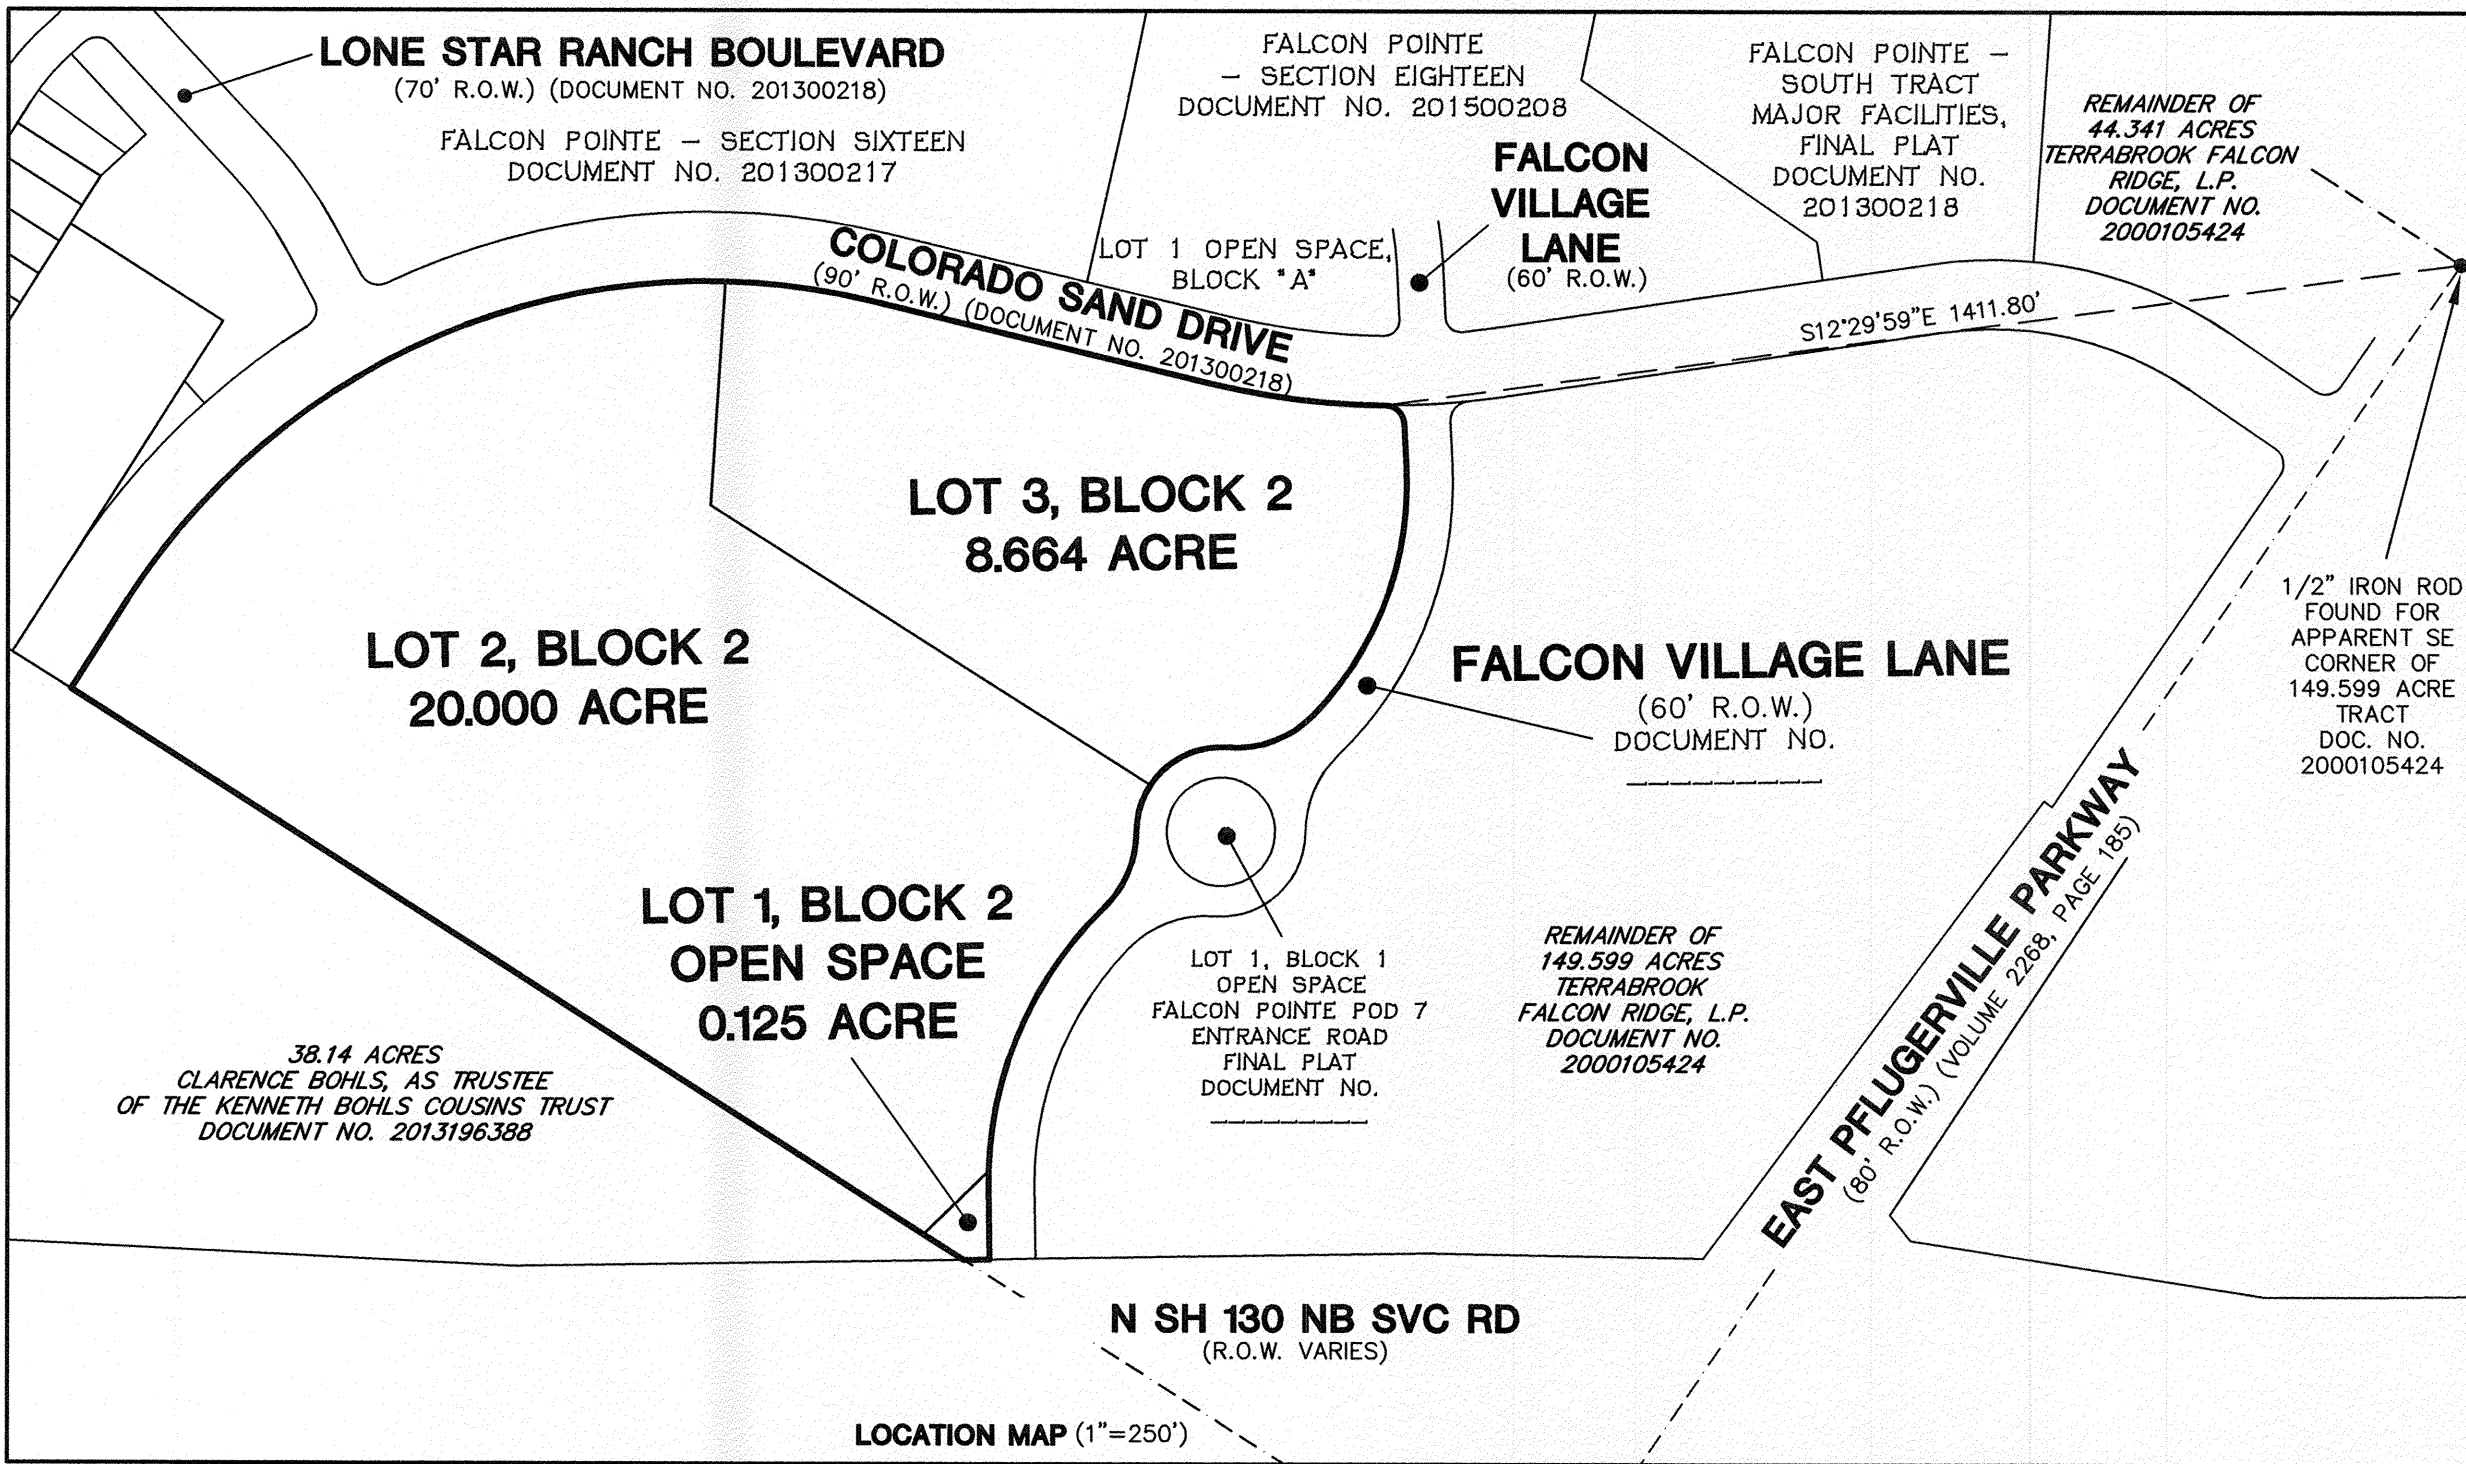 LONE STAR RANCH BOULEVARD
(70' R.O.W.) (DOCUMENT NO. 201300218)
FALCON POINTE – SECTION SIXTEEN
DOCUMENT NO. 201300217
FALCON POINTE
– SECTION EIGHTEEN
DOCUMENT NO. 201500208
FALCON POINTE –
SOUTH TRACT
MAJOR FACILITIES,
FINAL PLAT
DOCUMENT NO.
201300218
REMAINDER OF
44.341 ACRES
TERRABROOK FALCON
RIDGE, L.P.
DOCUMENT NO.
2000105424
FALCON
VILLAGE
LANE
(60' R.O.W.)
LOT 1 OPEN SPACE,
BLOCK "A"
COLORADO SAND DRIVE
(90' R.O.W.) (DOCUMENT NO. 201300218)
S12°29'59"E 1411.80'
LOT 3, BLOCK 2
8.664 ACRE
LOT 2, BLOCK 2
20.000 ACRE
FALCON VILLAGE LANE
(60' R.O.W.)
DOCUMENT NO.
_________
1/2" IRON ROD
FOUND FOR
APPARENT SE
CORNER OF
149.599 ACRE
TRACT
DOC. NO.
2000105424
LOT 1, BLOCK 2
OPEN SPACE
0.125 ACRE
LOT 1, BLOCK 1
OPEN SPACE
FALCON POINTE POD 7
ENTRANCE ROAD
FINAL PLAT
DOCUMENT NO.
_________
REMAINDER OF
149.599 ACRES
TERRABROOK
FALCON RIDGE, L.P.
DOCUMENT NO.
2000105424
EAST PFLUGERVILLE PARKWAY
(80' R.O.W.) (VOLUME 2268, PAGE 185)
38.14 ACRES
CLARENCE BOHLS, AS TRUSTEE
OF THE KENNETH BOHLS COUSINS TRUST
DOCUMENT NO. 2013196388
N SH 130 NB SVC RD
(R.O.W. VARIES)
LOCATION MAP (1"=250')